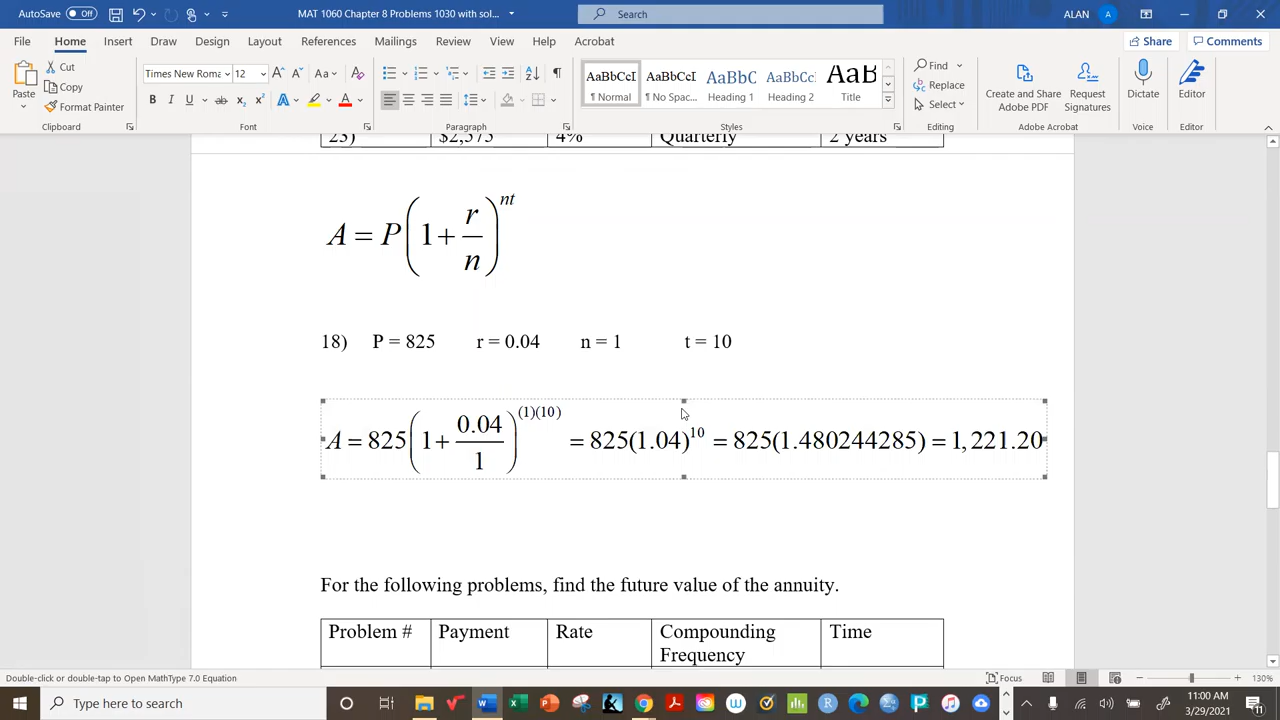 AutoSave Off MAT 1060 Chapter 8 Problems 1030 with sol... Search ALAN A
File Home Insert Draw Design Layout References Mailings Review View Help Acrobat Share Comments
Paste Cut Copy Format Painter
Times New Roma 12 A A Aa A
B I U ab x₂ x² A A
AaBbCcI AaBbCcI AaBbC AaBbCc AaB
¶ Normal ¶ No Spac... Heading 1 Heading 2 Title
Find Replace Select
Create and Share Adobe PDF Request Signatures Dictate Editor
Clipboard Font Paragraph Styles Editing Adobe Acrobat Voice Editor
23) $2,575 4% Quarterly 2 years
A = P(1 + r/n)^nt
18) P = 825 r = 0.04 n = 1 t = 10
A = 825(1 + 0.04/1)^(1)(10) = 825(1.04)^10 = 825(1.480244285) = 1,221.20
For the following problems, find the future value of the annuity.
Problem # Payment Rate Compounding Frequency Time
Double-click or double-tap to Open MathType 7.0 Equation Focus 130%
Type here to search 11:00 AM
3/29/2021 11